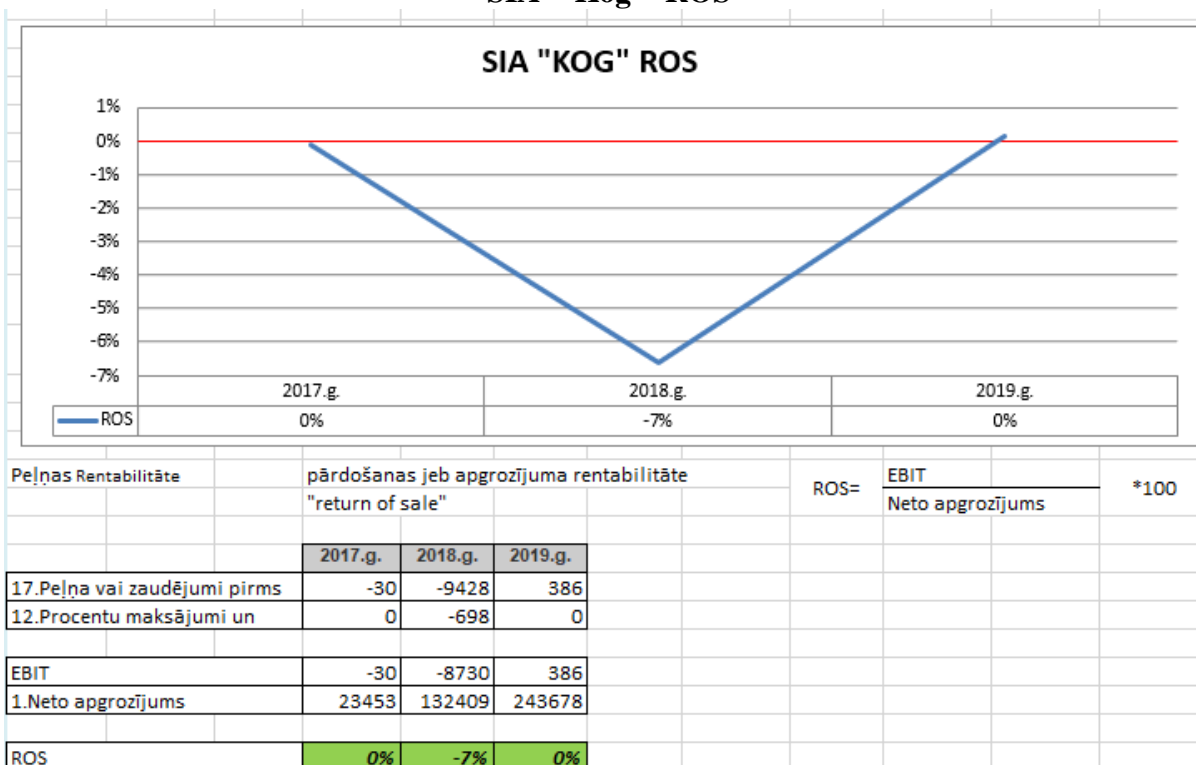 SIA "KOG" ROS
1%
0%
-1%
-2%
-3%
-4%
-5%
-6%
-7%
2017.g. 2018.g. 2019.g.
ROS 0% -7% 0%
Peļņas Rentabilitāte pārdošanas jeb apgrozījuma rentabilitāte ROS= EBIT *100
"return of sale" Neto apgrozījums
2017.g. 2018.g. 2019.g.
17.Peļņa vai zaudējumi pirms -30 -9428 386
12.Procentu maksājumi un 0 -698 0
EBIT -30 -8730 386
1.Neto apgrozījums 23453 132409 243678
ROS 0% -7% 0%